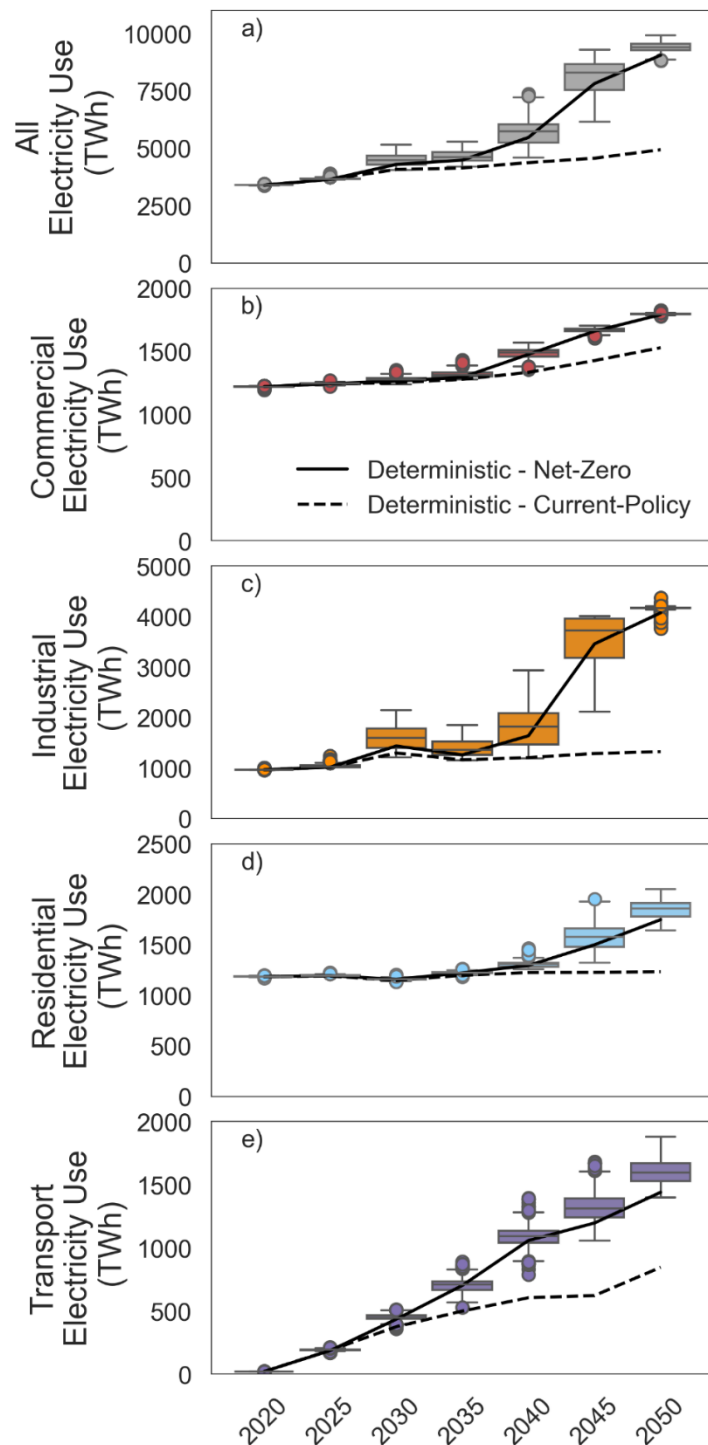 a)
All
Electricity Use
(TWh)
10000
7500
5000
2500
0
b)
Commercial
Electricity Use
(TWh)
2000
1500
1000
500
0
Deterministic - Net-Zero
Deterministic - Current-Policy
c)
Industrial
Electricity Use
(TWh)
5000
4000
3000
2000
1000
0
d)
Residential
Electricity Use
(TWh)
2500
2000
1500
1000
500
0
e)
Transport
Electricity Use
(TWh)
2000
1500
1000
500
0
2020 2025 2030 2035 2040 2045 2050